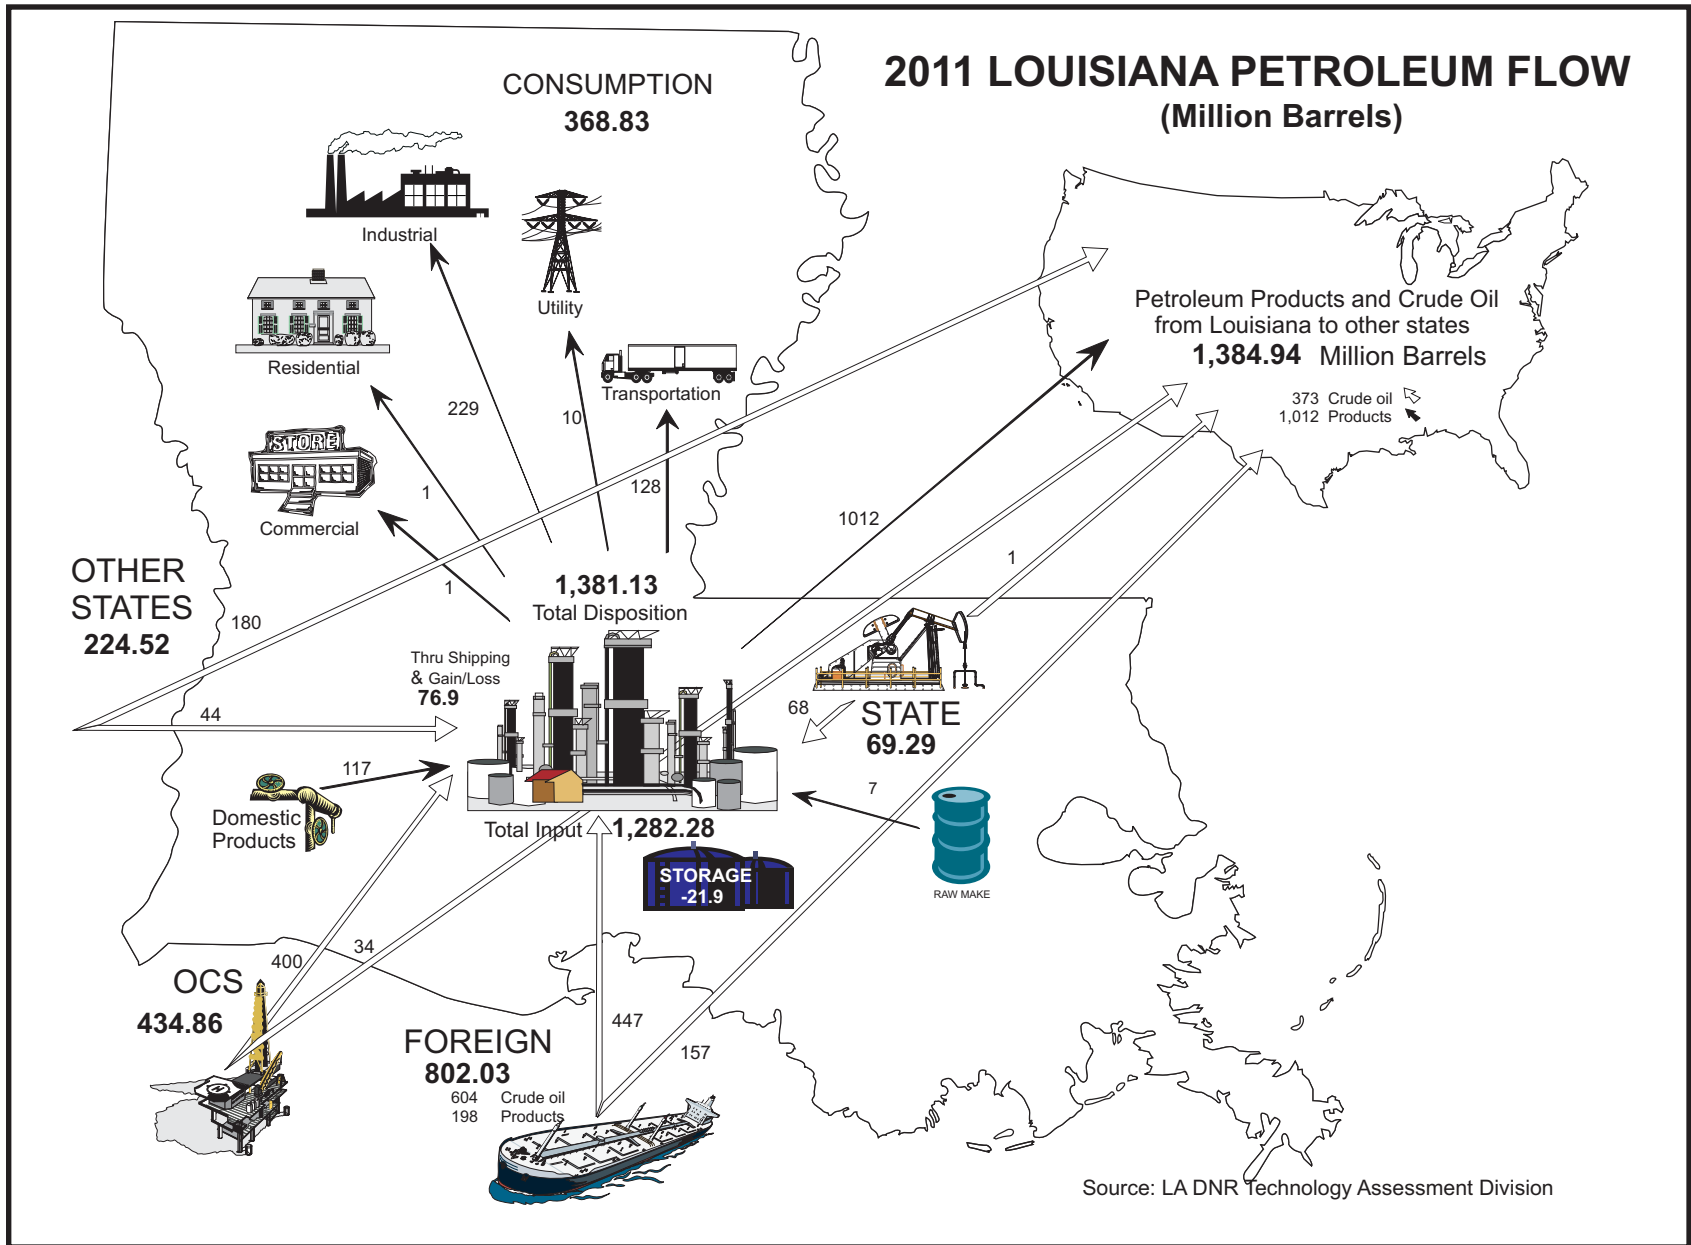 2011 LOUISIANA PETROLEUM FLOW
(Million Barrels)
CONSUMPTION
368.83
Industrial
Utility
Residential
Transportation
STORE
Commercial
229
10
128
1
1
Petroleum Products and Crude Oil
from Louisiana to other states
1,384.94 Million Barrels
373 Crude oil
1,012 Products
1012
1
OTHER
STATES
224.52
180
44
1,381.13
Total Disposition
Thru Shipping
& Gain/Loss
76.9
68
STATE
69.29
117
Domestic
Products
7
RAW MAKE
Total Input 1,282.28
STORAGE
-21.9
OCS
434.86
400
34
FOREIGN
802.03
604 Crude oil
198 Products
447
157
Source: LA DNR Technology Assessment Division